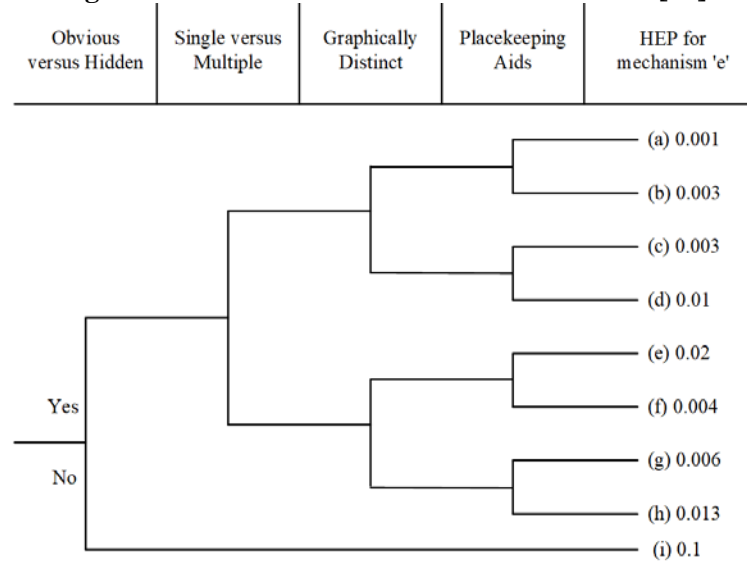 Obvious
versus Hidden
Single versus
Multiple
Graphically
Distinct
Placekeeping
Aids
HEP for
mechanism 'e'
(a) 0.001
(b) 0.003
(c) 0.003
(d) 0.01
(e) 0.02
Yes
(f) 0.004
(g) 0.006
No
(h) 0.013
(i) 0.1